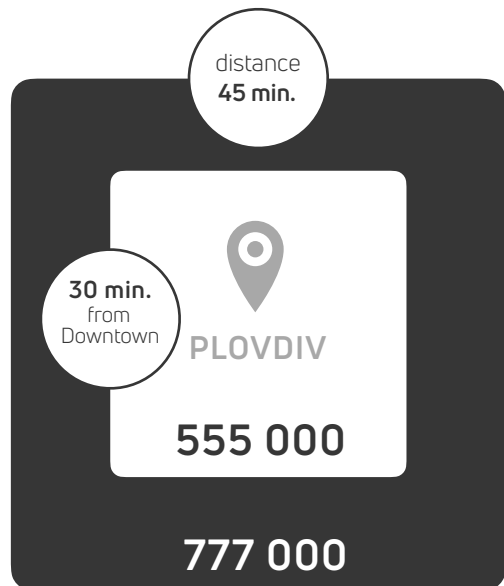 distance
45 min.
30 min.
from
Downtown
PLOVDIV
555 000
777 000